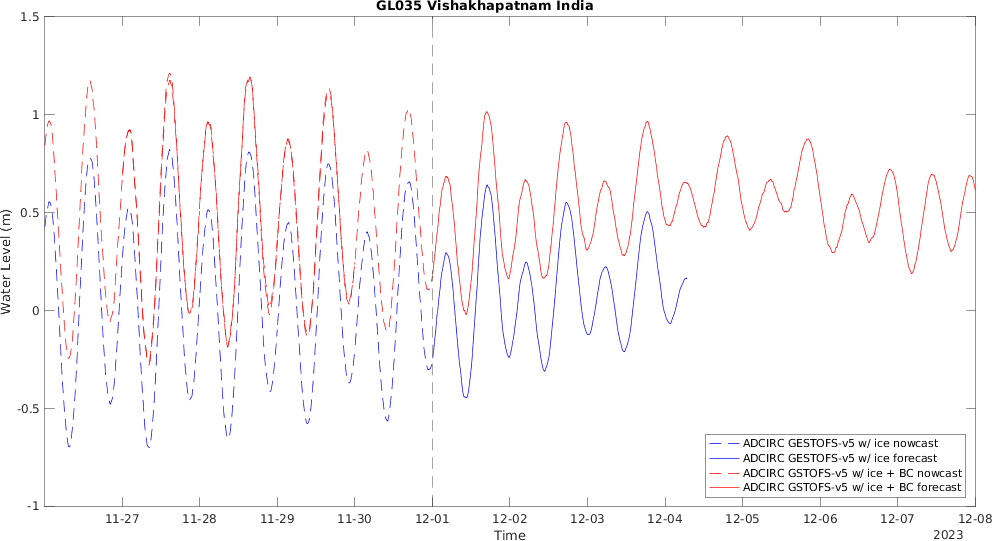 GL035 Vishakhapatnam India
1.5
1
0.5
0
-0.5
-1
Water Level (m)
11-27
11-28
11-29
11-30
12-01
12-02
12-03
12-04
12-05
12-06
12-07
12-08
Time
2023
ADCIRC GESTOFS-v5 w/ ice nowcast
ADCIRC GESTOFS-v5 w/ ice forecast
ADCIRC GSTOFS-v5 w/ ice + BC nowcast
ADCIRC GSTOFS-v5 w/ ice + BC forecast